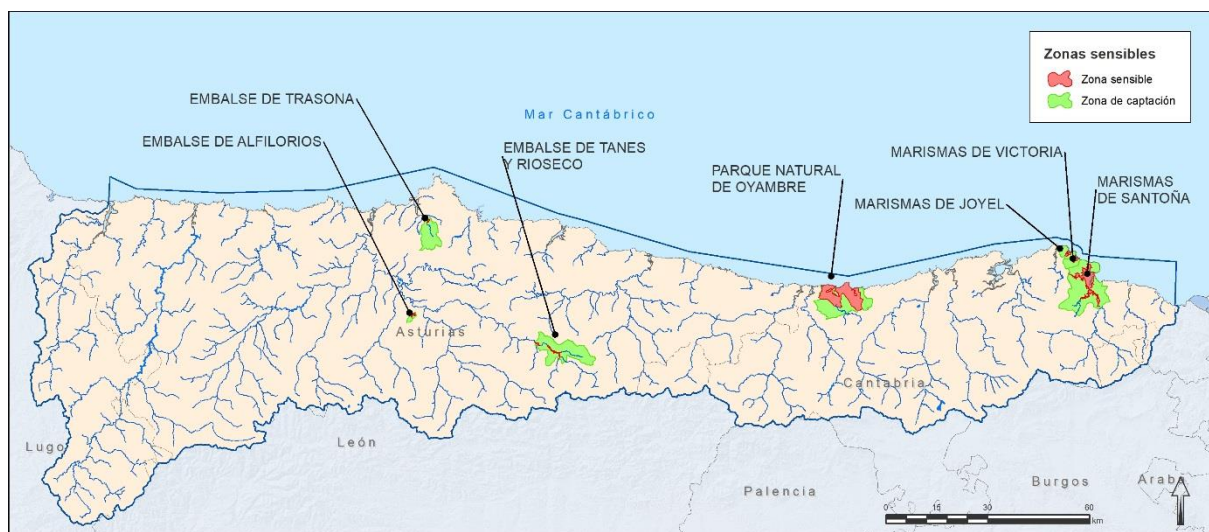 Zonas sensibles
Zona sensible
Zona de captación
EMBALSE DE TRASONA
Mar Cantábrico
EMBALSE DE ALFILORIOS
EMBALSE DE TANES
Y RIOSECO
PARQUE NATURAL
DE OYAMBRE
MARISMAS DE VICTORIA
MARISMAS DE JOYEL
MARISMAS
DE SANTOÑA
Asturias
Cantabria
Lugo
León
Palencia
Burgos
Araba
0 15 30 60
km